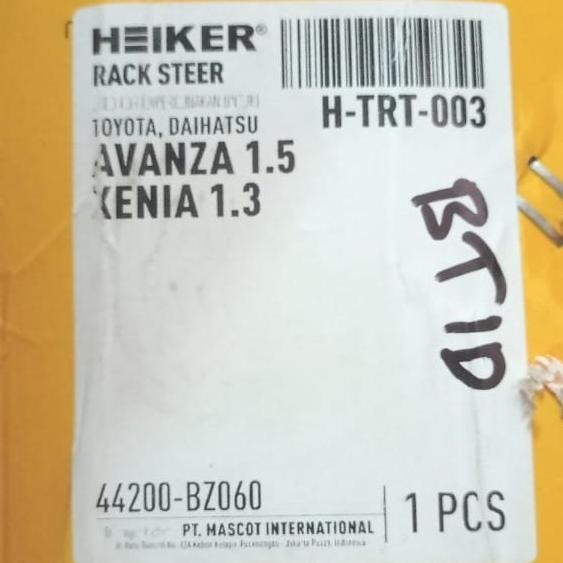 HEIKER®
RACK STEER
H-TRT-003
TOYOTA, DAIHATSU
AVANZA 1.5
XENIA 1.3
BTID
44200-BZ060
1 PCS
PT. MASCOT INTERNATIONAL